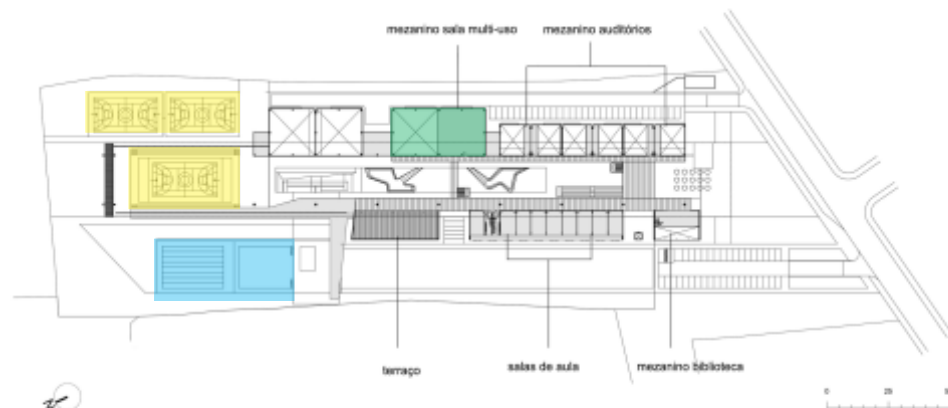 mezanino sala multi-uso
mezanino auditórios
terraço
salas de aula
mezanino biblioteca
0
25